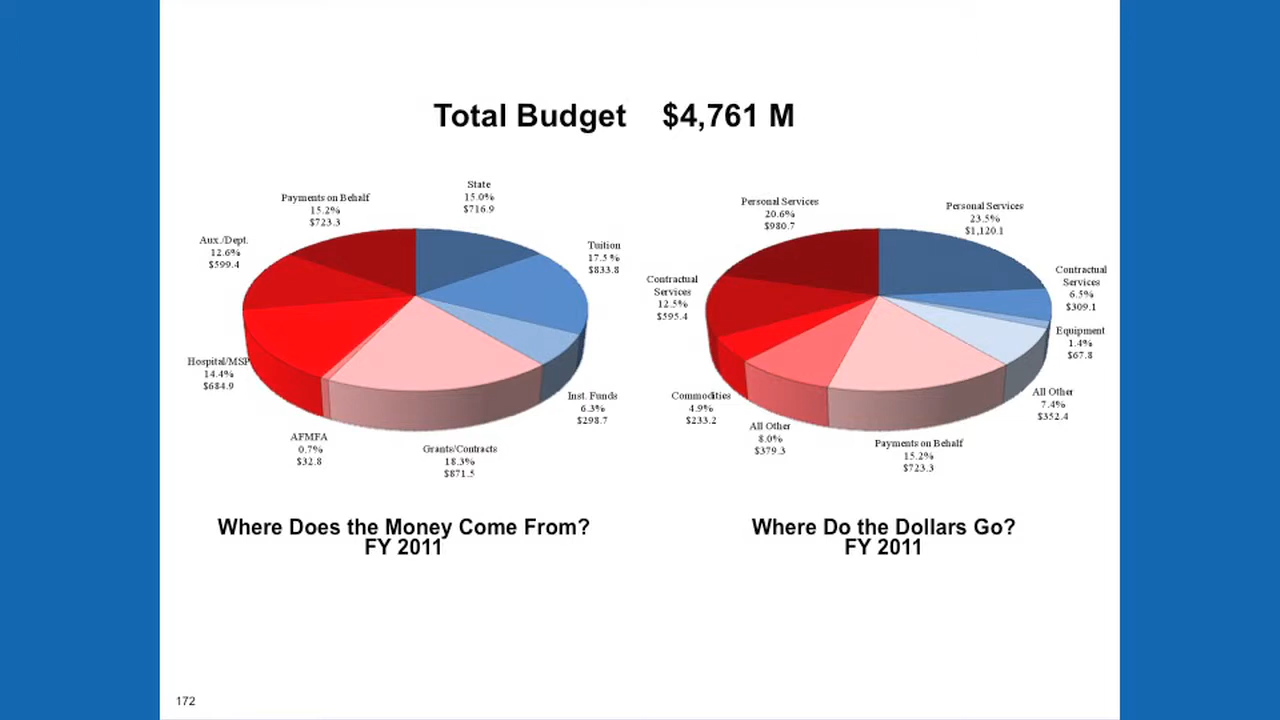 Total Budget $4,761 M
State
15.0%
$716.9
Tuition
17.5 %
$833.8
Inst. Funds
6.3%
$298.7
Grants/Contracts
18.3%
$871.5
AFMFA
0.7%
$32.8
Hospital/MSP
14.4%
$684.9
Aux./Dept.
12.6%
$599.4
Payments on Behalf
15.2%
$723.3
Where Does the Money Come From?
FY 2011
Personal Services
23.5%
$1,120.1
Contractual
Services
6.5%
$309.1
Equipment
1.4%
$67.8
All Other
7.4%
$352.4
Payments on Behalf
15.2%
$723.3
All Other
8.0%
$379.3
Commodities
4.9%
$233.2
Contractual
Services
12.5%
$595.4
Personal Services
20.6%
$980.7
Where Do the Dollars Go?
FY 2011
172